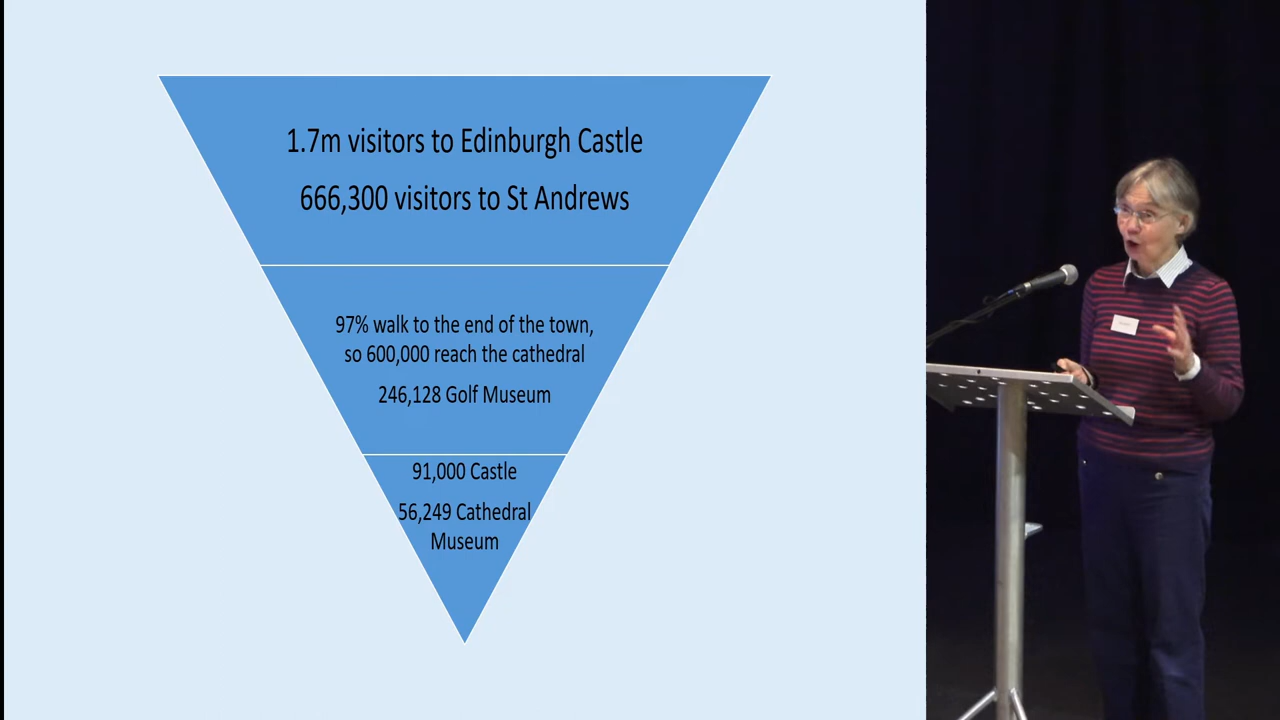 1.7m visitors to Edinburgh Castle
666,300 visitors to St Andrews
97% walk to the end of the town,
so 600,000 reach the cathedral
246,128 Golf Museum
91,000 Castle
56,249 Cathedral
Museum